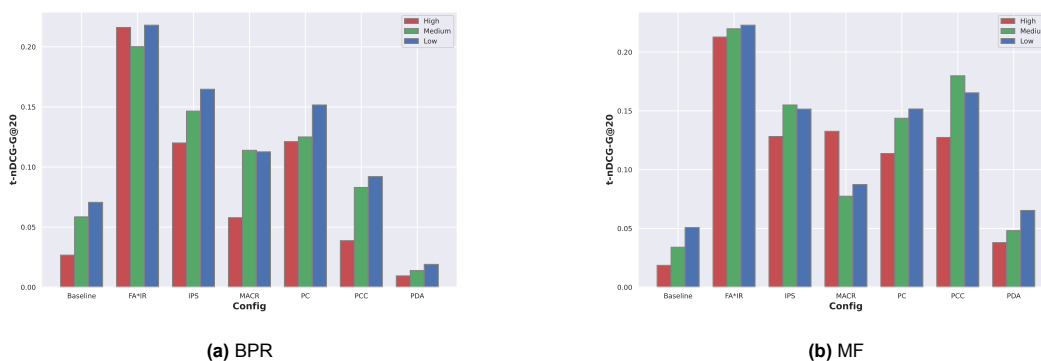 t-nDCG-G@20
0.20
0.15
0.10
0.05
0.00
High
Medium
Low
Baseline FA*IR IPS MACR PC PCC PDA
Config
(a) BPR
t-nDCG-G@20
0.20
0.15
0.10
0.05
0.00
High
Medium
Low
Baseline FA*IR IPS MACR PC PCC PDA
Config
(b) MF